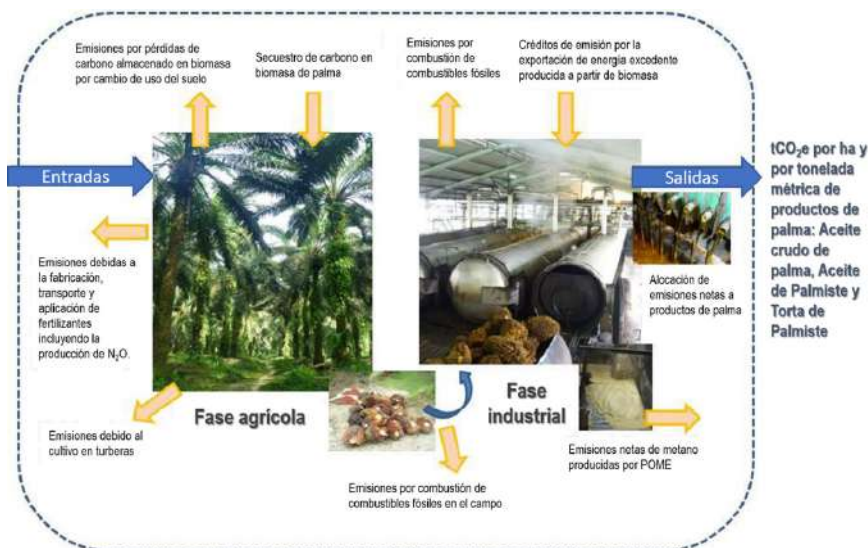 Emisiones por pérdidas de
carbono almacenado en biomasa
por cambio de uso del suelo
Secuestro de carbono en
biomasa de palma
Emisiones por
combustión de
combustibles fósiles
Créditos de emisión por la
exportación de energía excedente
producida a partir de biomasa
Entradas
Salidas
tCO₂e por ha y
por tonelada
métrica de
productos de
palma: Aceite
crudo de
palma, Aceite
de Palmiste y
Torta de
Palmiste
Emisiones debidas a
la fabricación,
transporte y
aplicación de
fertilizantes
incluyendo la
producción de N₂O.
Alocación de
emisiones netas a
productos de palma
Fase agrícola
Fase
industrial
Emisiones debido al
cultivo en turberas
Emisiones netas de metano
producidas por POME
Emisiones por combustión de
combustibles fósiles en el campo